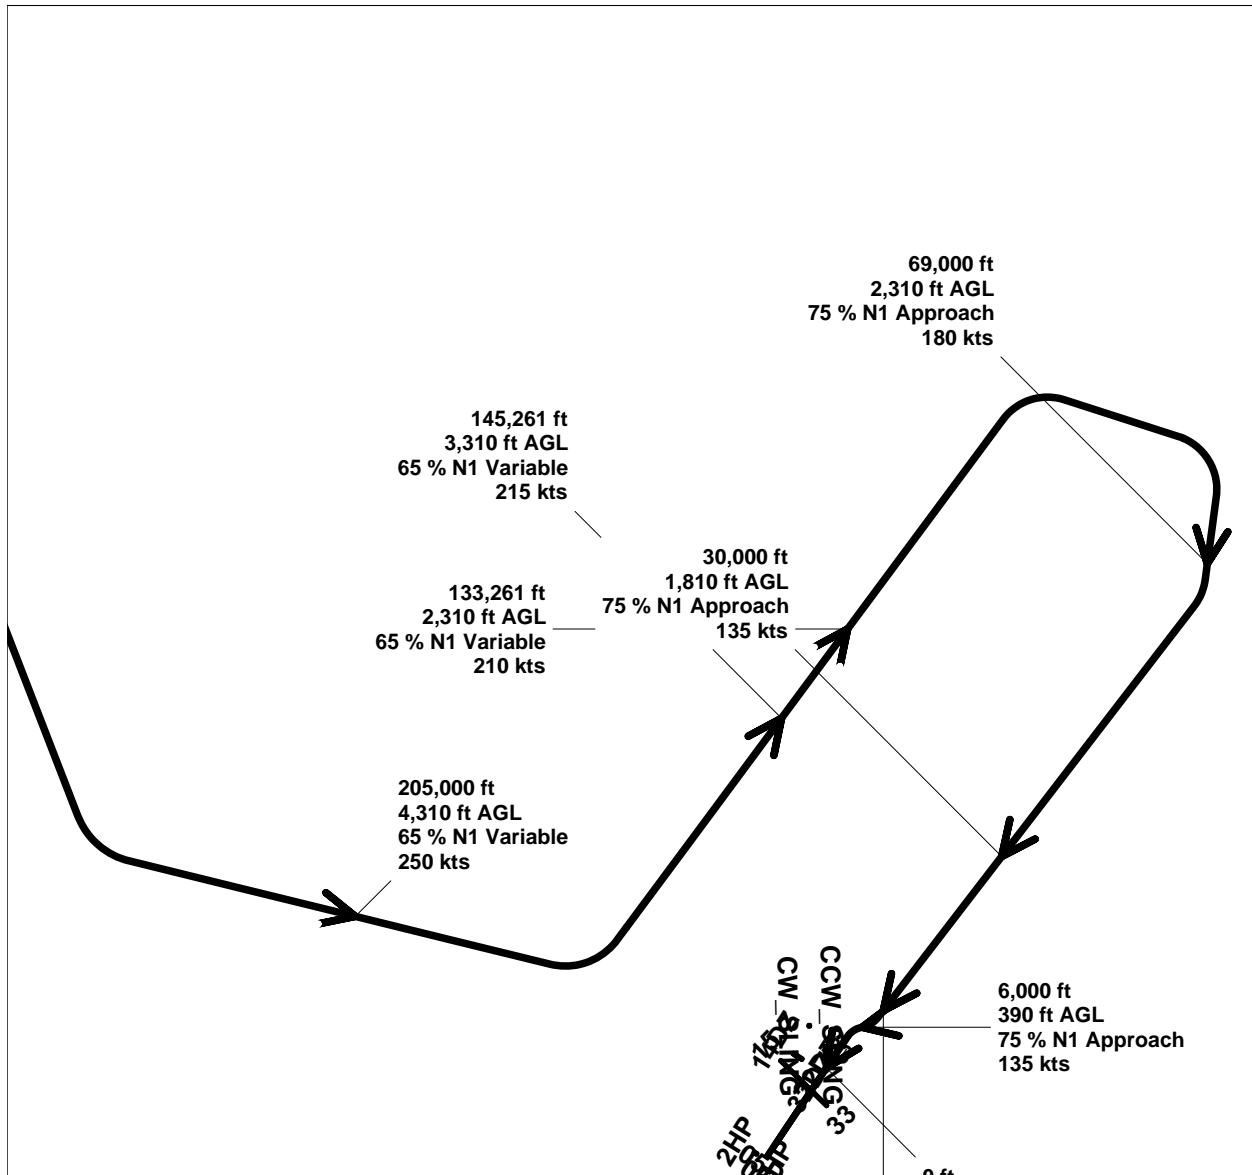 69,000 ft
2,310 ft AGL
75 % N1 Approach
180 kts
145,261 ft
3,310 ft AGL
65 % N1 Variable
215 kts
30,000 ft
1,810 ft AGL
75 % N1 Approach
135 kts
133,261 ft
2,310 ft AGL
65 % N1 Variable
210 kts
205,000 ft
4,310 ft AGL
65 % N1 Variable
250 kts
6,000 ft
390 ft AGL
75 % N1 Approach
135 kts
CW SLING
CCW SLING
33
2HP
0 ft